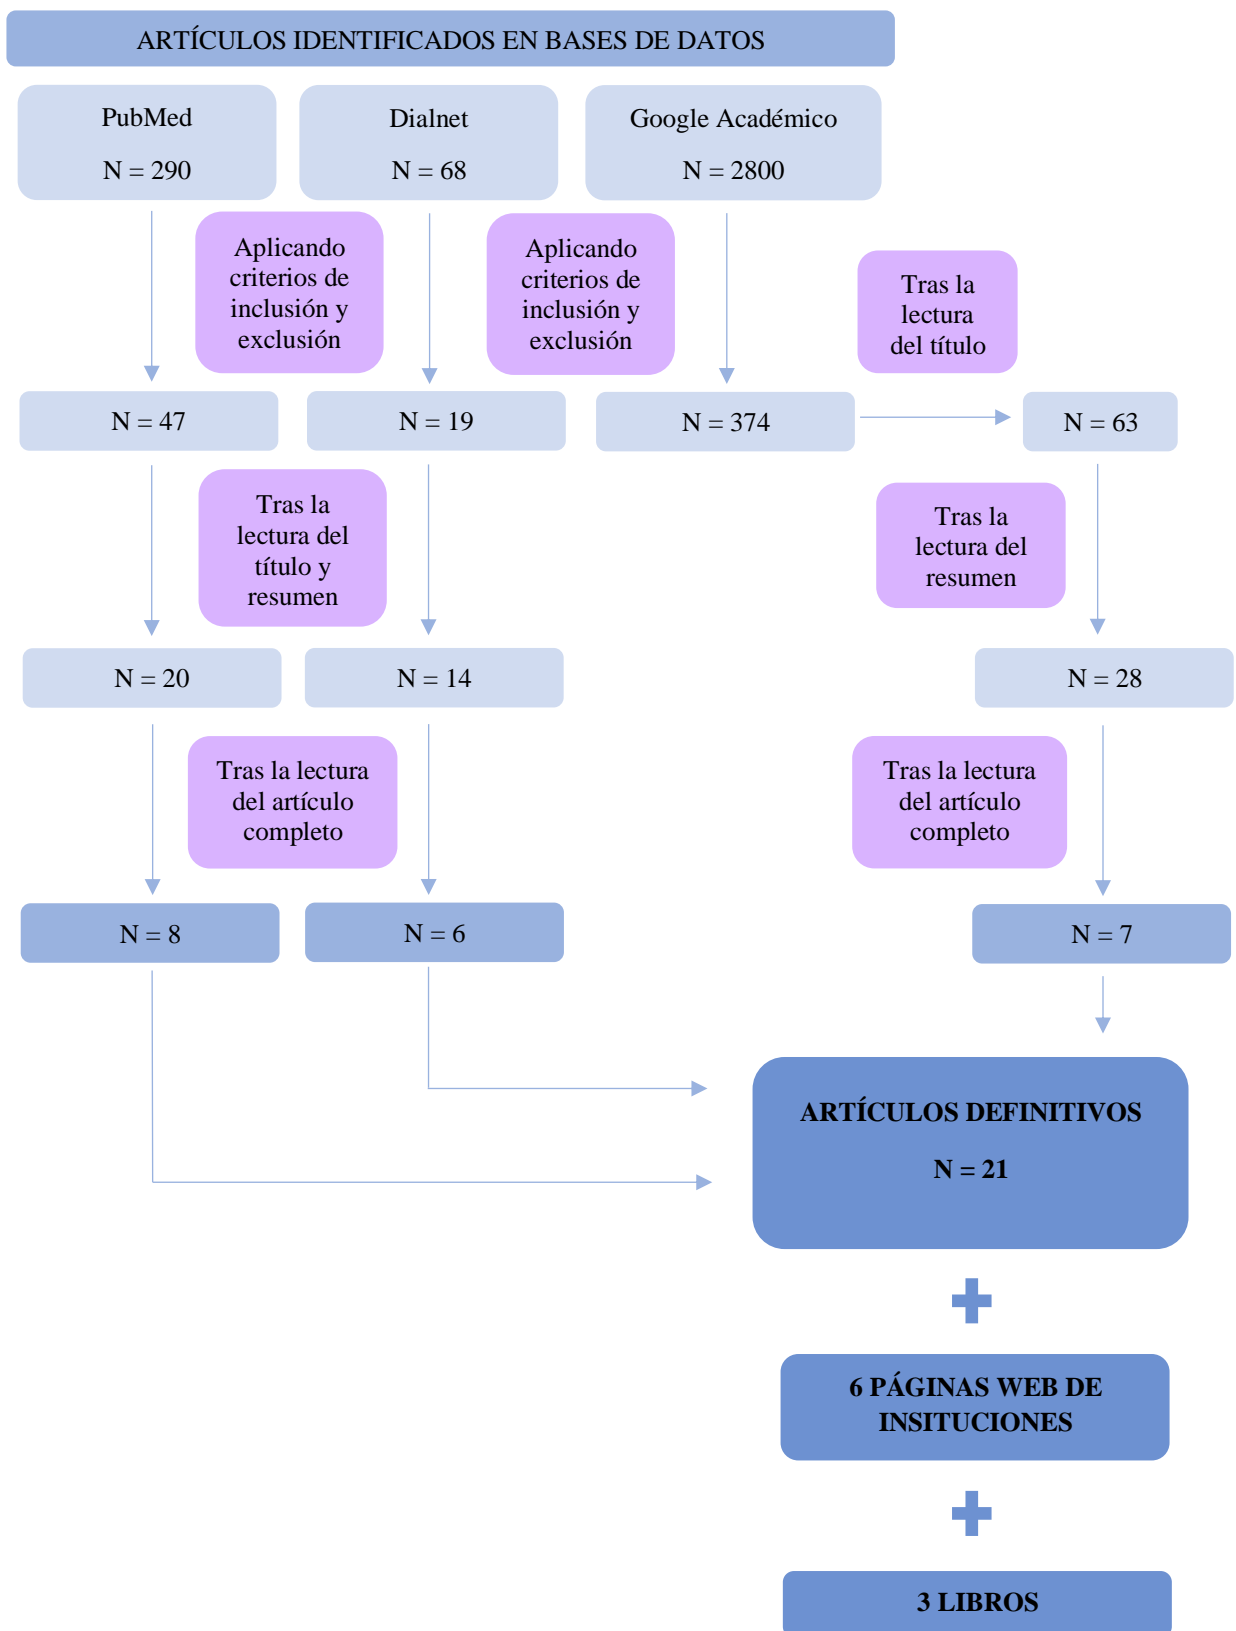 ARTÍCULOS IDENTIFICADOS EN BASES DE DATOS
PubMed
N = 290
Dialnet
N = 68
Google Académico
N = 2800
Aplicando
criterios de
inclusión y
exclusión
Aplicando
criterios de
inclusión y
exclusión
Tras la
lectura
del título
N = 47
N = 19
N = 374
N = 63
Tras la
lectura del
título y
resumen
Tras la
lectura del
resumen
N = 20
N = 14
N = 28
Tras la lectura
del artículo
completo
Tras la lectura
del artículo
completo
N = 8
N = 6
N = 7
ARTÍCULOS DEFINITIVOS
N = 21
6 PÁGINAS WEB DE
INSITUCIONES
3 LIBROS